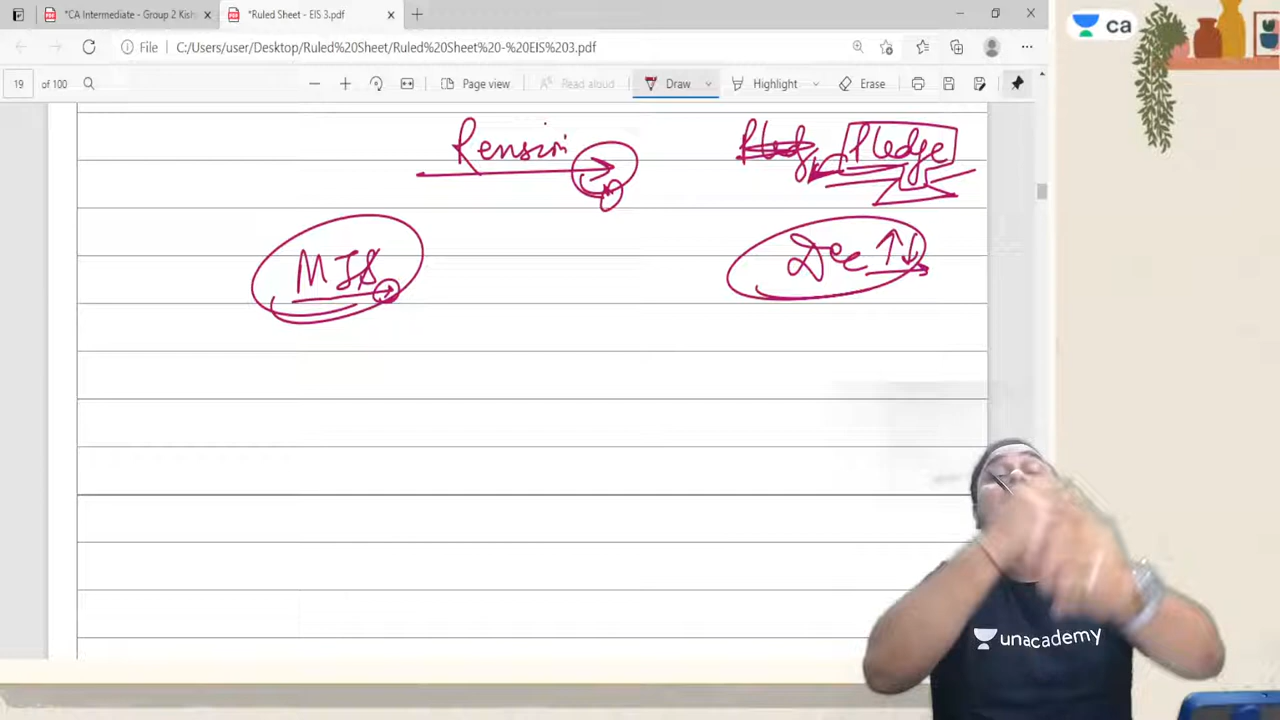 *CA Intermediate - Group 2 Kish
*Ruled Sheet - EIS 3.pdf
File
C:/Users/user/Desktop/Ruled%20Sheet/Ruled%20Sheet%20-%20EIS%203.pdf
ca
19 of 100
Page view
Read aloud
Draw
Highlight
Erase
Pension
Pledge
MIS
Dec ↑↓
unacademy